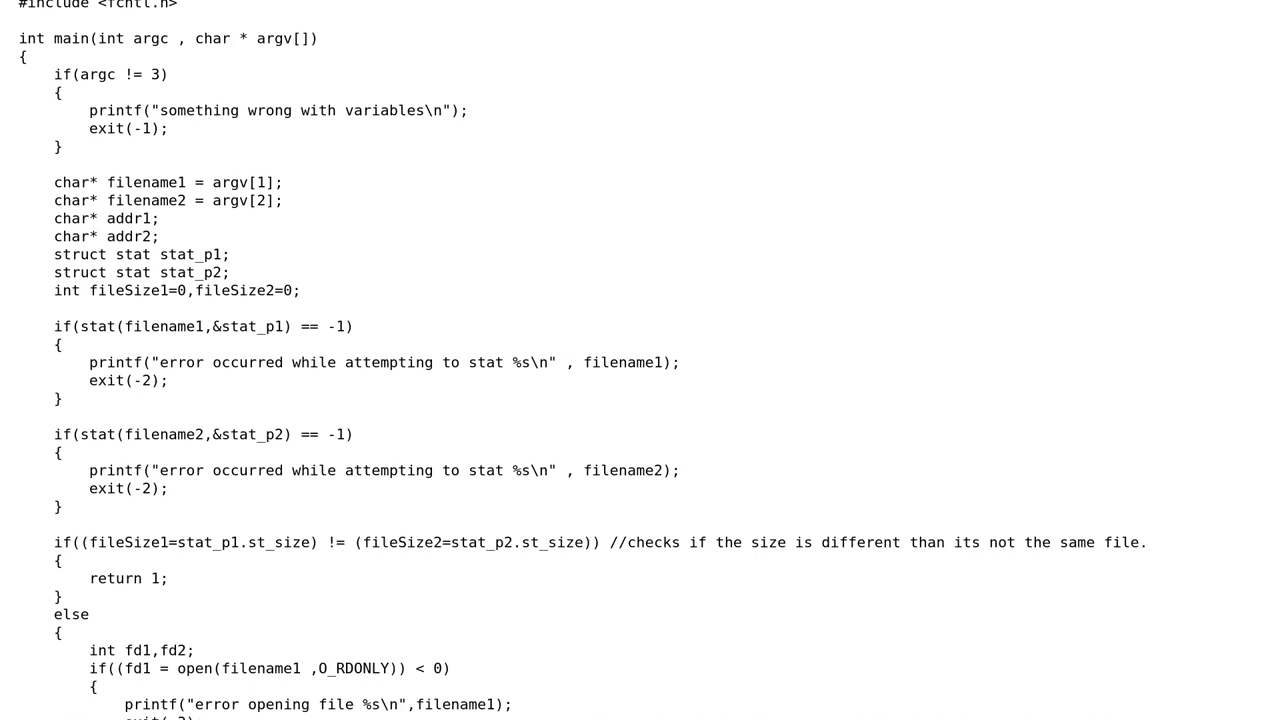 #include <fcntl.h>
int main(int argc , char * argv[])
{
if(argc != 3)
{
printf("something wrong with variables\n");
exit(-1);
}
char* filename1 = argv[1];
char* filename2 = argv[2];
char* addr1;
char* addr2;
struct stat stat_p1;
struct stat stat_p2;
int fileSize1=0,fileSize2=0;
if(stat(filename1,&stat_p1) == -1)
{
printf("error occurred while attempting to stat %s\n" , filename1);
exit(-2);
}
if(stat(filename2,&stat_p2) == -1)
{
printf("error occurred while attempting to stat %s\n" , filename2);
exit(-2);
}
if((fileSize1=stat_p1.st_size) != (fileSize2=stat_p2.st_size)) //checks if the size is different than its not the same file.
{
return 1;
}
else
{
int fd1,fd2;
if((fd1 = open(filename1 ,O_RDONLY)) < 0)
{
printf("error opening file %s\n",filename1);